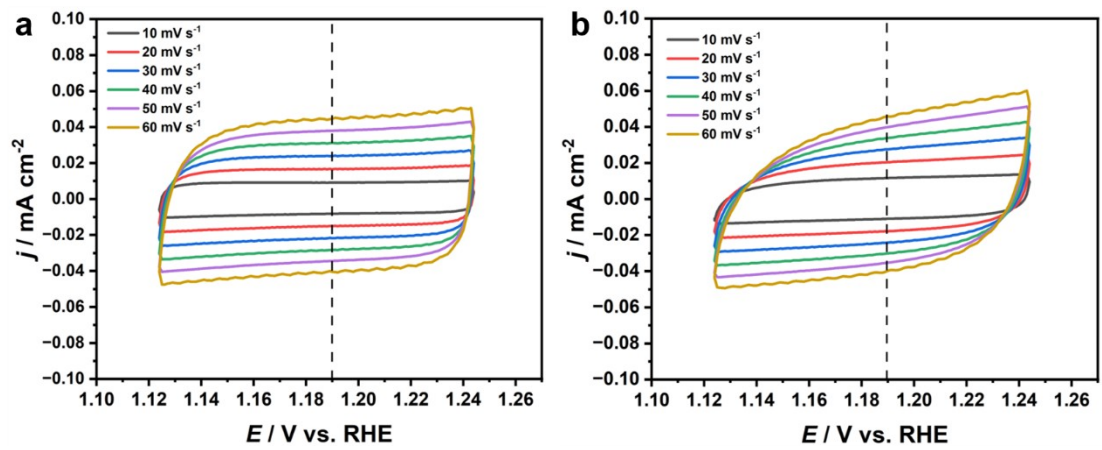 a
0.10
0.08
0.06
0.04
0.02
0.00
−0.02
−0.04
−0.06
−0.08
−0.10
j / mA cm⁻²
10 mV s⁻¹
20 mV s⁻¹
30 mV s⁻¹
40 mV s⁻¹
50 mV s⁻¹
60 mV s⁻¹
1.10 1.12 1.14 1.16 1.18 1.20 1.22 1.24 1.26
E / V vs. RHE
b
0.10
0.08
0.06
0.04
0.02
0.00
−0.02
−0.04
−0.06
−0.08
−0.10
j / mA cm⁻²
10 mV s⁻¹
20 mV s⁻¹
30 mV s⁻¹
40 mV s⁻¹
50 mV s⁻¹
60 mV s⁻¹
1.10 1.12 1.14 1.16 1.18 1.20 1.22 1.24 1.26
E / V vs. RHE